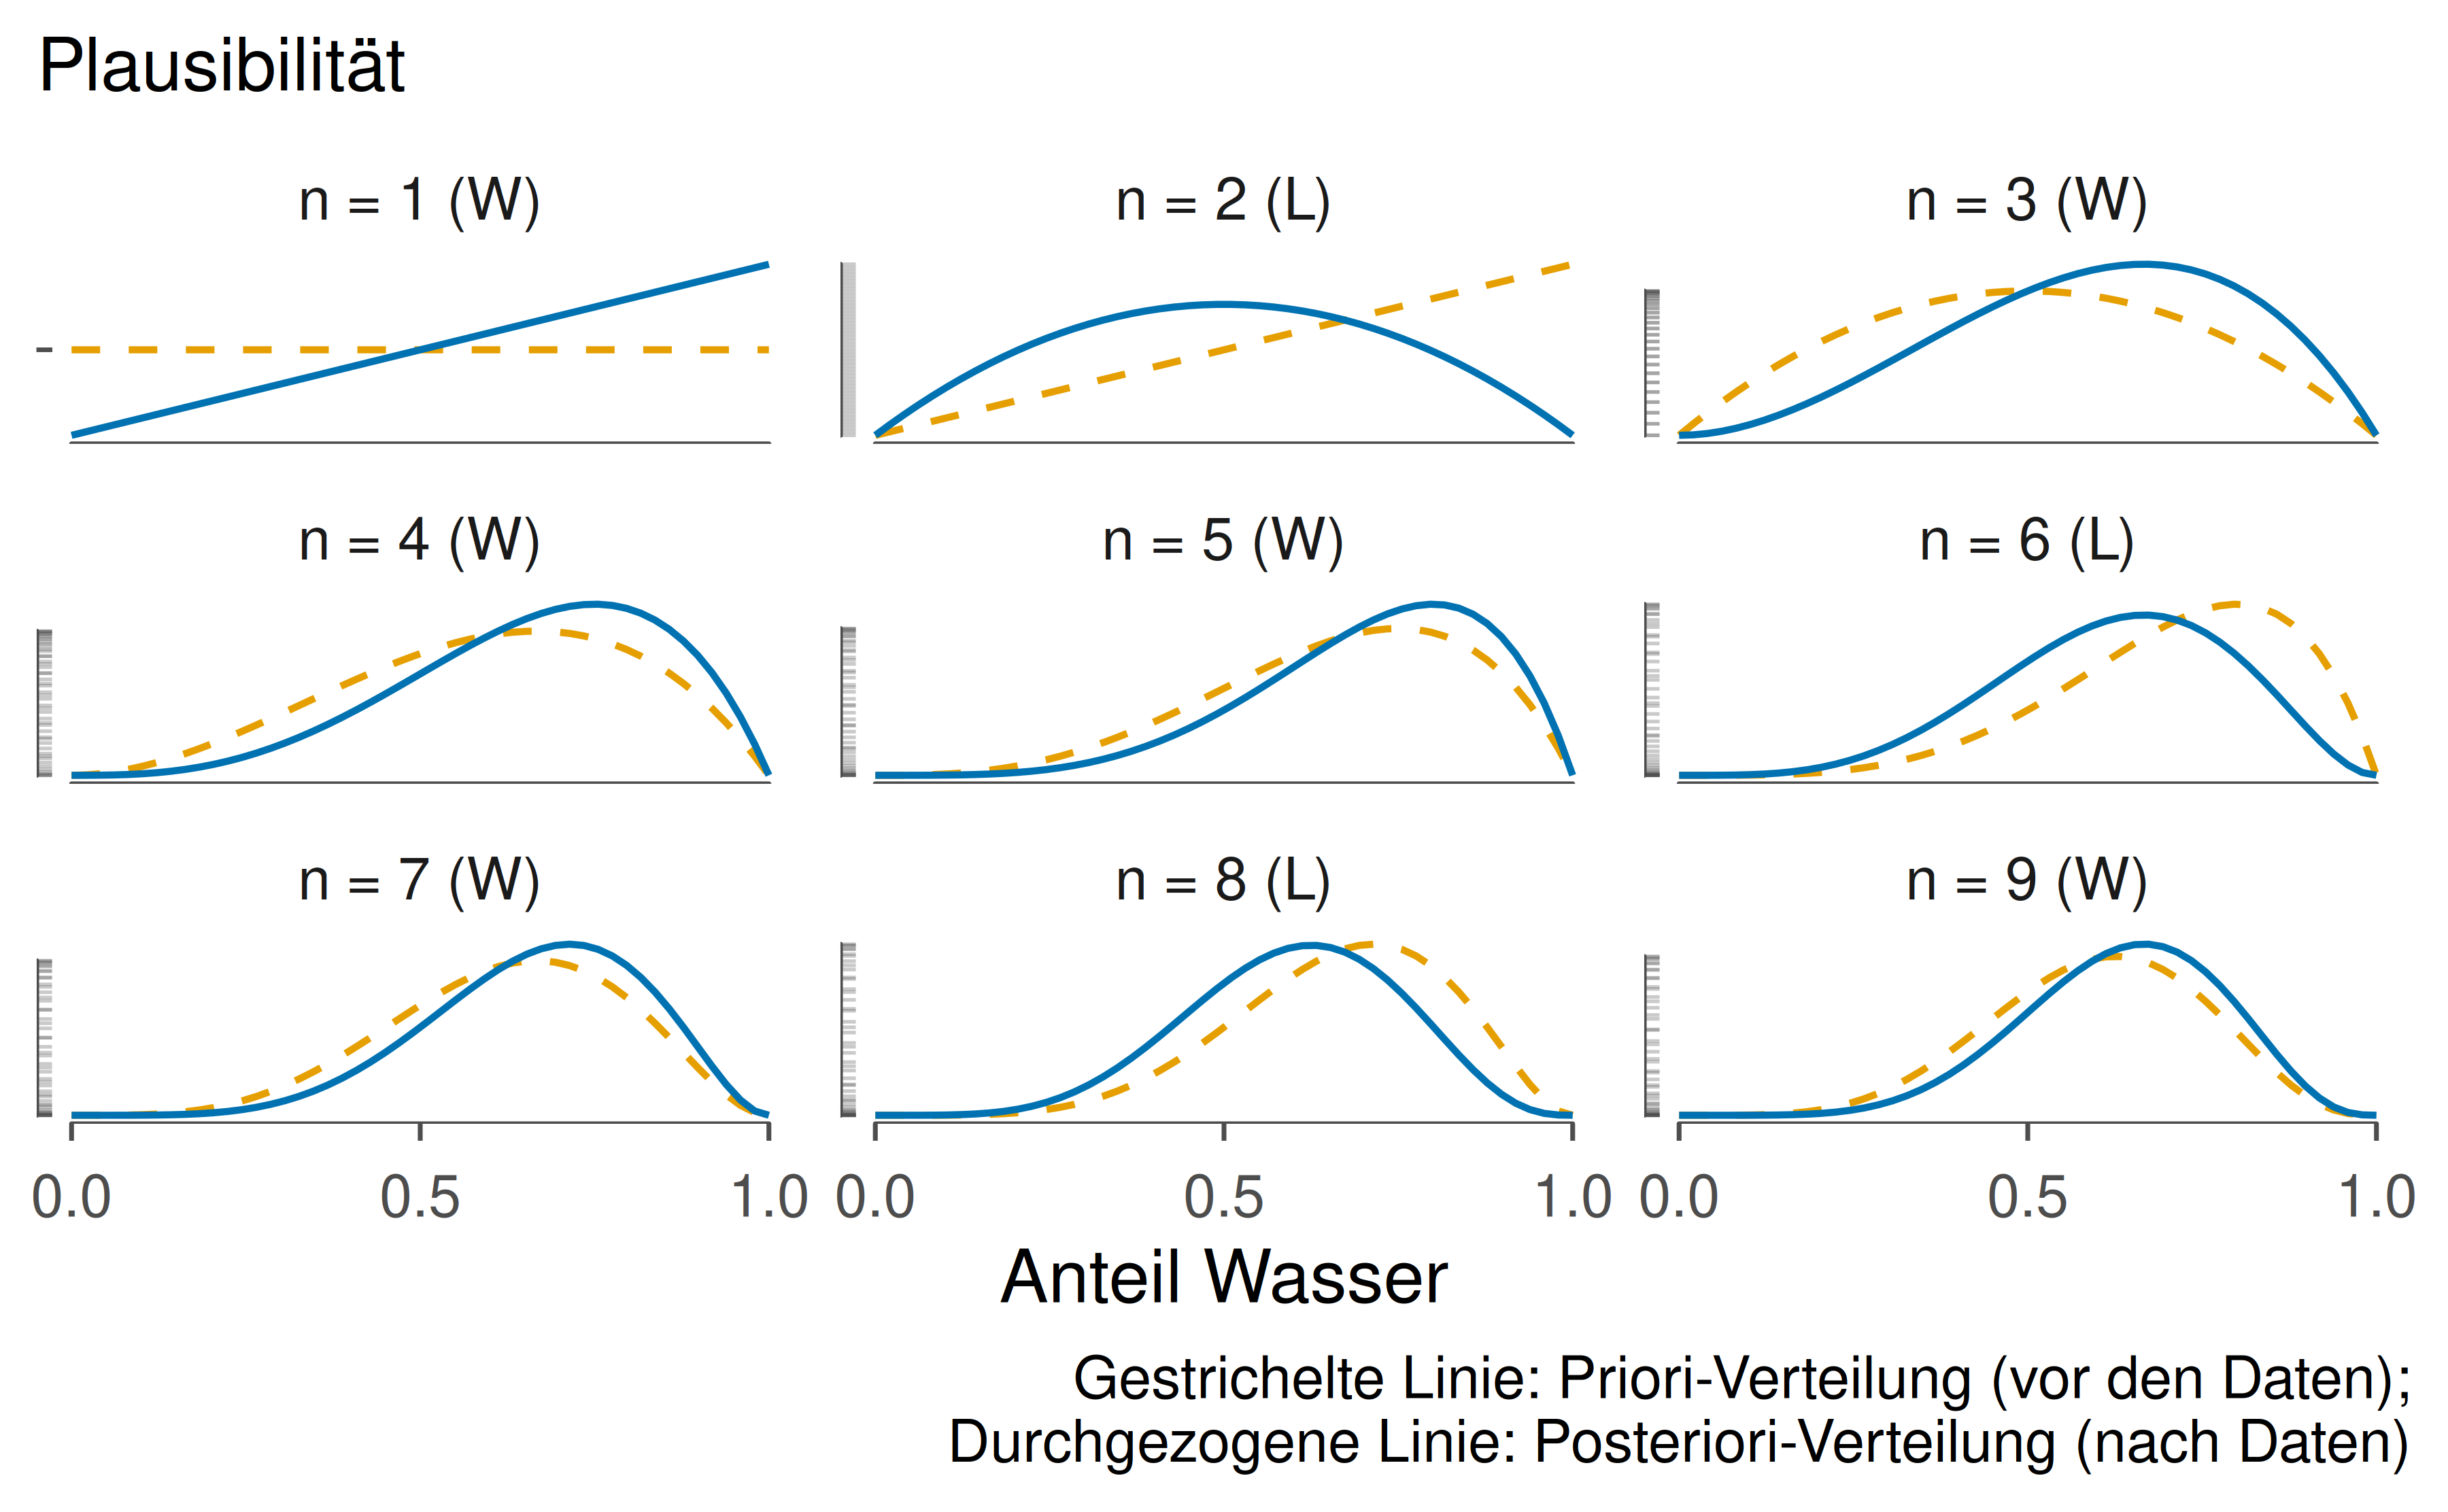 Plausibilität
n = 1 (W)
n = 2 (L)
n = 3 (W)
n = 4 (W)
n = 5 (W)
n = 6 (L)
n = 7 (W)
n = 8 (L)
n = 9 (W)
0.0 0.5 1.0 0.0 0.5 1.0 0.0 0.5 1.0
Anteil Wasser
Gestrichelte Linie: Priori-Verteilung (vor den Daten);
Durchgezogene Linie: Posteriori-Verteilung (nach Daten)